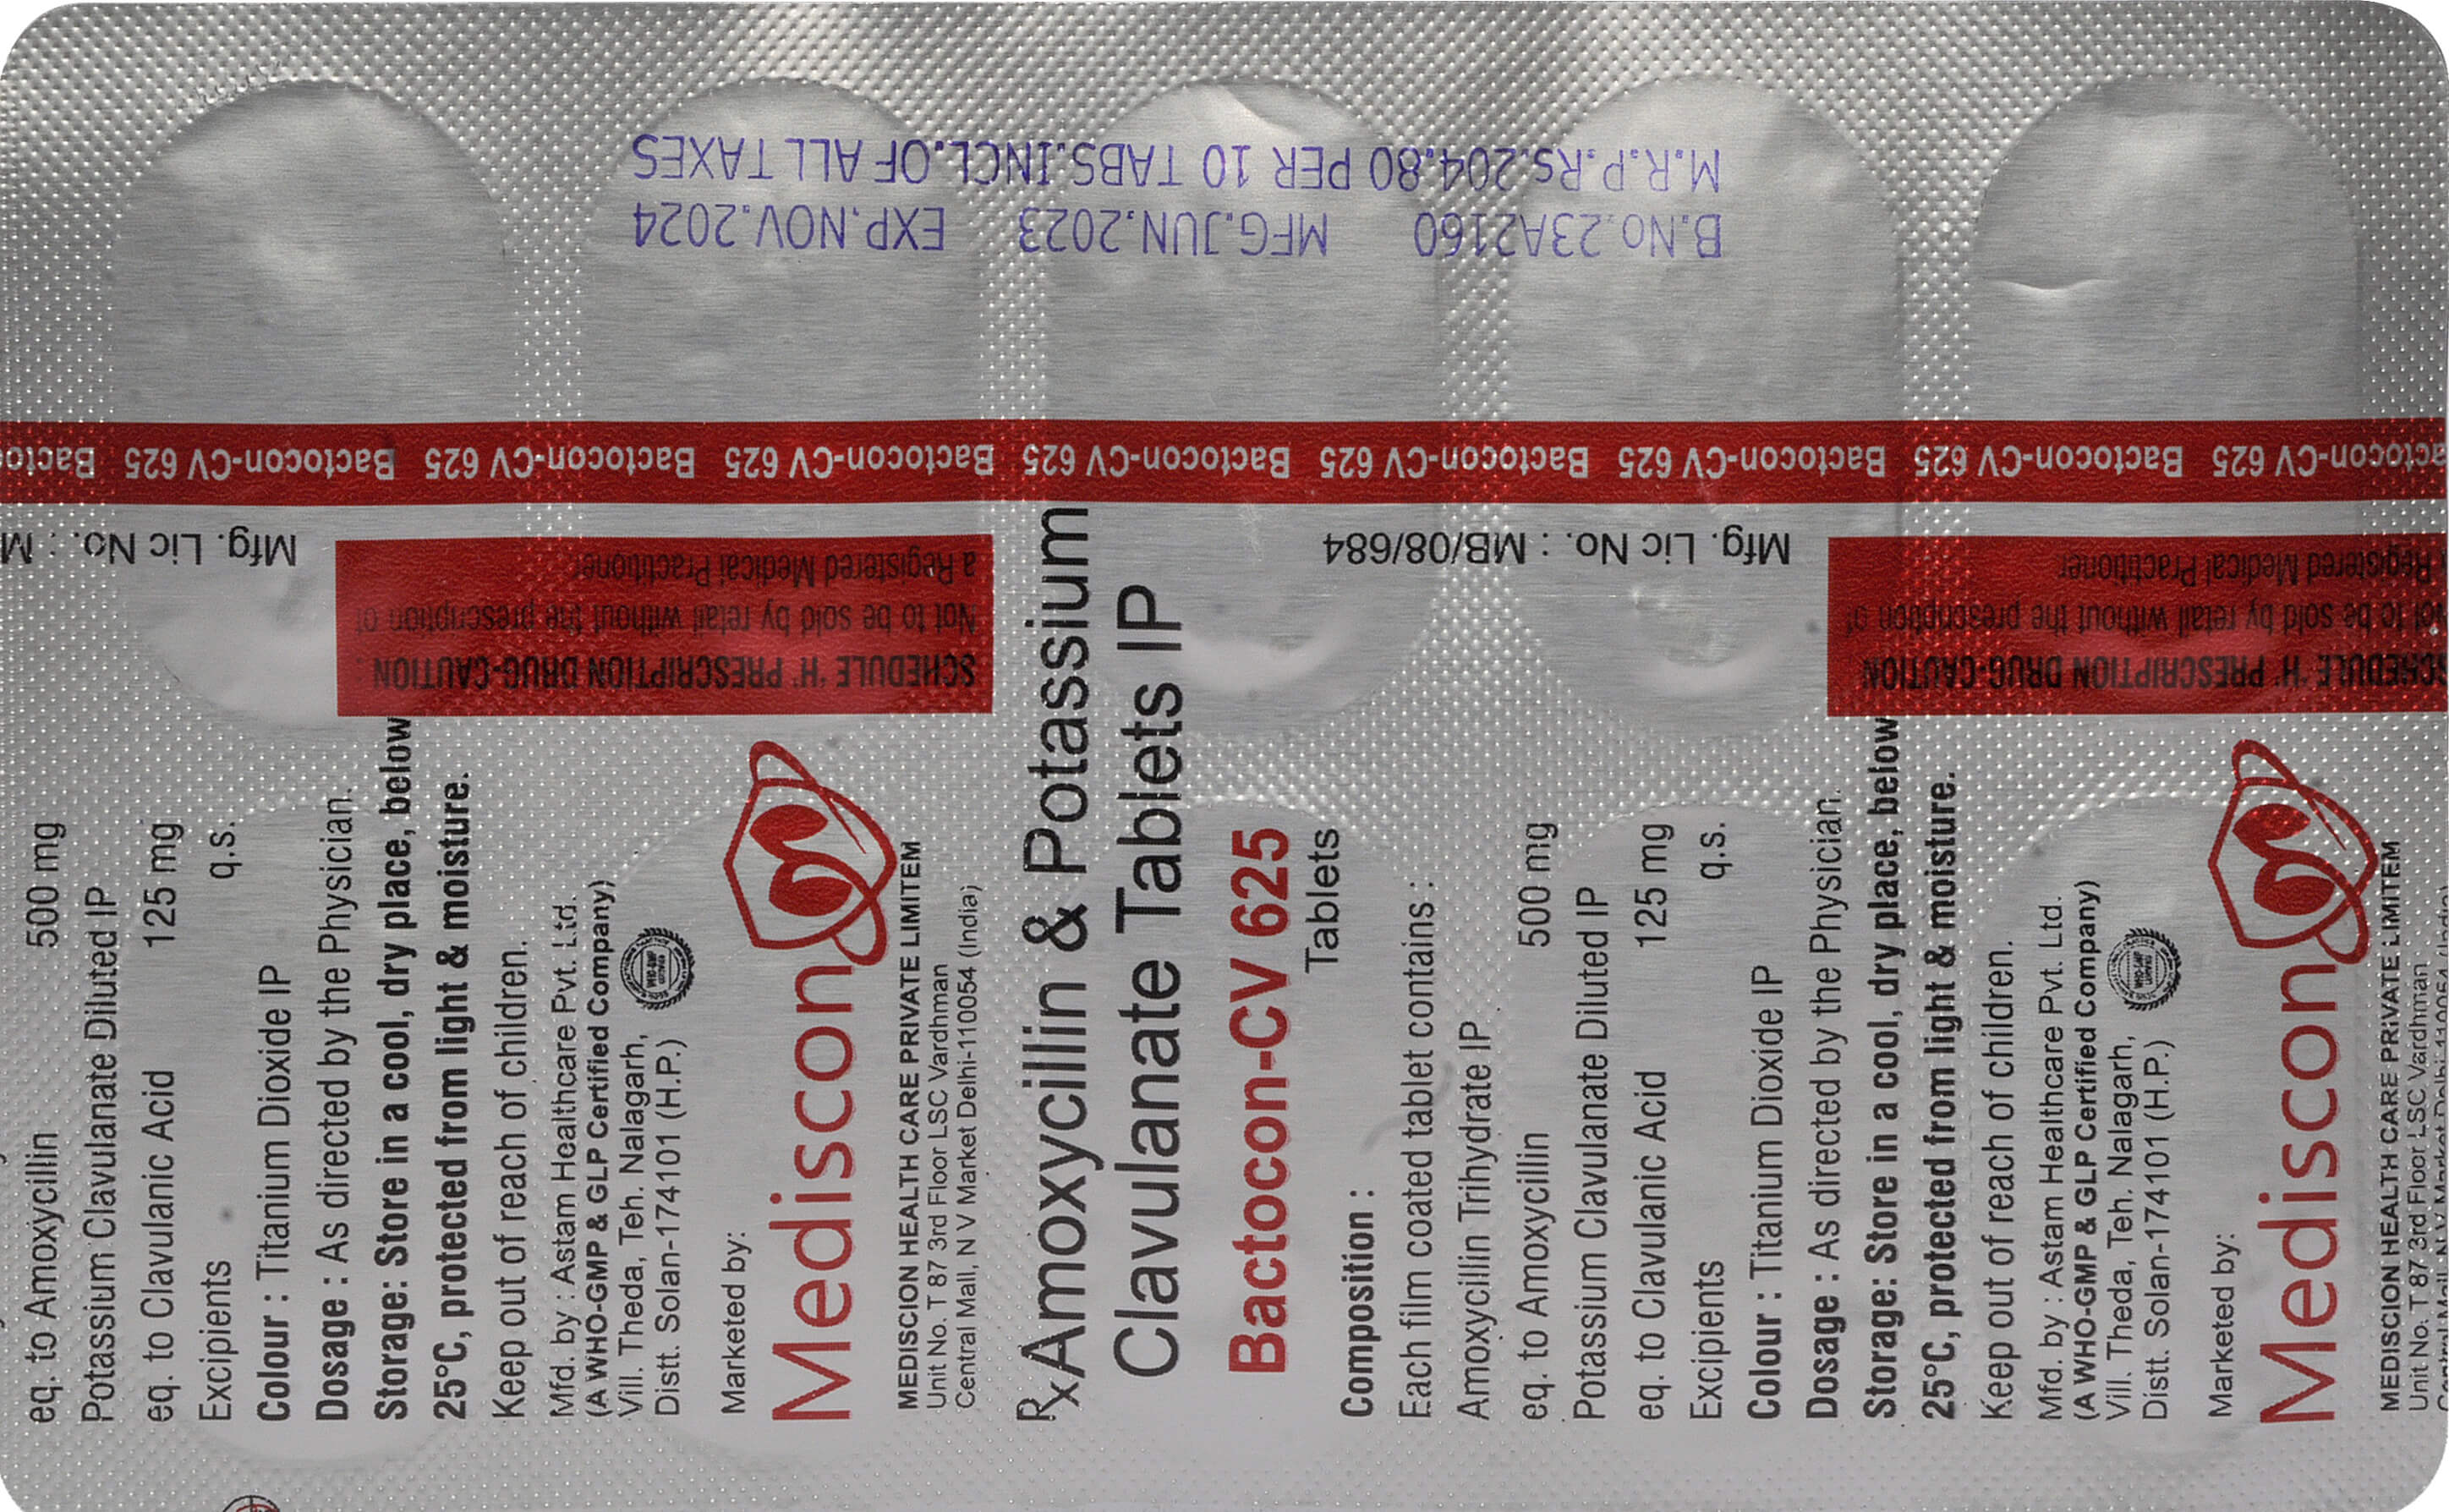 M.R.P.Rs.204.80 PER 10 TABS.INCL.OF ALL TAXES
B.No.23A2160 MFG.JUN.2023 EXP.NOV.2024
Bactocon-CV 625 Bactocon-CV 625 Bactocon-CV 625 Bactocon-CV 625 Bactocon-CV 625 Bactocon-CV 625 Bactocon-CV 625 Bacto
Mfg. Lic No. : M
SCHEDULE 'H' PRESCRIPTION DRUG-CAUTION :
Not to be sold by retail without the prescription of
a Registered Medical Practitioner
eq. to Amoxycillin 500 mg
Potassium Clavulanate Diluted IP
eq. to Clavulanic Acid 125 mg
Excipients q.s.
Colour : Titanium Dioxide IP
Dosage : As directed by the Physician.
Storage: Store in a cool, dry place, below
25°C, protected from light & moisture.
Keep out of reach of children.
Mfd. by : Astam Healthcare Pvt. Ltd.
(A WHO-GMP & GLP Certified Company)
Vill. Theda, Teh. Nalagarh,
Distt. Solan-174101 (H.P.)
Marketed by:
Mediscon
MEDISCION HEALTH CARE PRIVATE LIMITEM
Unit No. T 87 3rd Floor LSC Vardhman
Central Mall, N V Market Delhi-110054 (India)
Rx Amoxycillin & Potassium
Clavulanate Tablets IP
Bactocon-CV 625
Tablets
Mfg. Lic No. : MB/08/684
Composition :
Each film coated tablet contains :
Amoxycillin Trihydrate IP
eq. to Amoxycillin 500 mg
Potassium Clavulanate Diluted IP
eq. to Clavulanic Acid 125 mg
Excipients q.s.
Colour : Titanium Dioxide IP
Dosage : As directed by the Physician.
Storage: Store in a cool, dry place, below
25°C, protected from light & moisture.
Keep out of reach of children.
Mfd. by : Astam Healthcare Pvt. Ltd.
(A WHO-GMP & GLP Certified Company)
Vill. Theda, Teh. Nalagarh,
Distt. Solan-174101 (H.P.)
SCHEDULE 'H' PRESCRIPTION DRUG-CAUTION
to be sold by retail without the prescription of
Registered Medical Practitioner
Marketed by:
Mediscon
MEDISCION HEALTH CARE PRIVATE LIMITEM
Unit No. T 87 3rd Floor LSC Vardhman